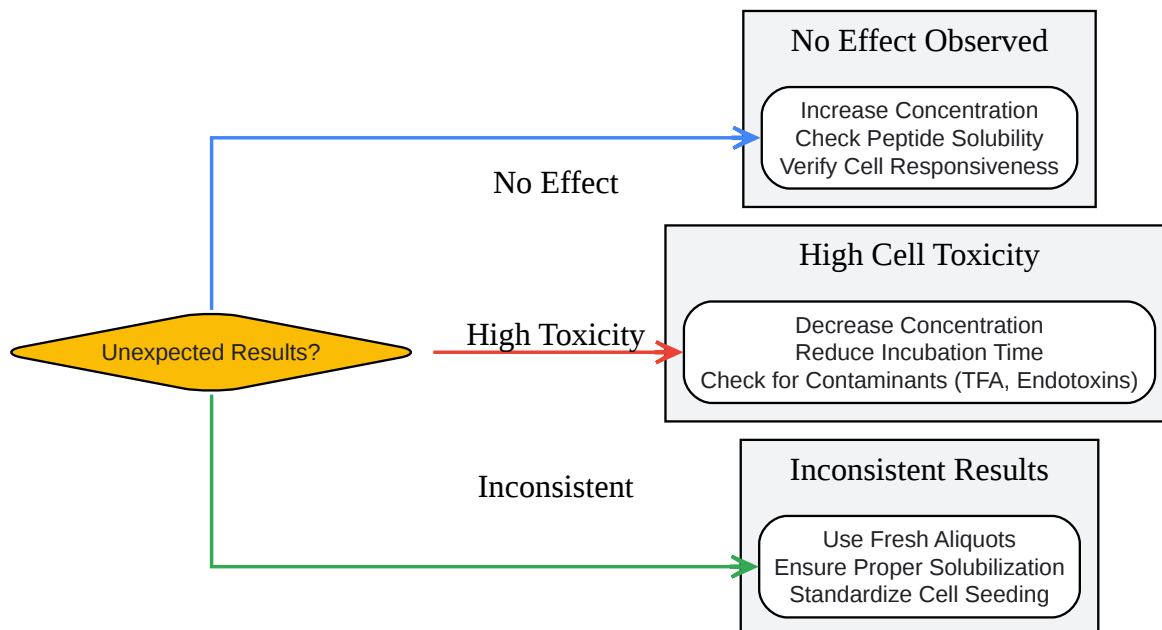 No Effect Observed
Increase Concentration
Check Peptide Solubility
Verify Cell Responsiveness
No Effect
High Cell Toxicity
Unexpected Results?
High Toxicity
Decrease Concentration
Reduce Incubation Time
Check for Contaminants (TFA, Endotoxins)
Inconsistent
Inconsistent Results
Use Fresh Aliquots
Ensure Proper Solubilization
Standardize Cell Seeding